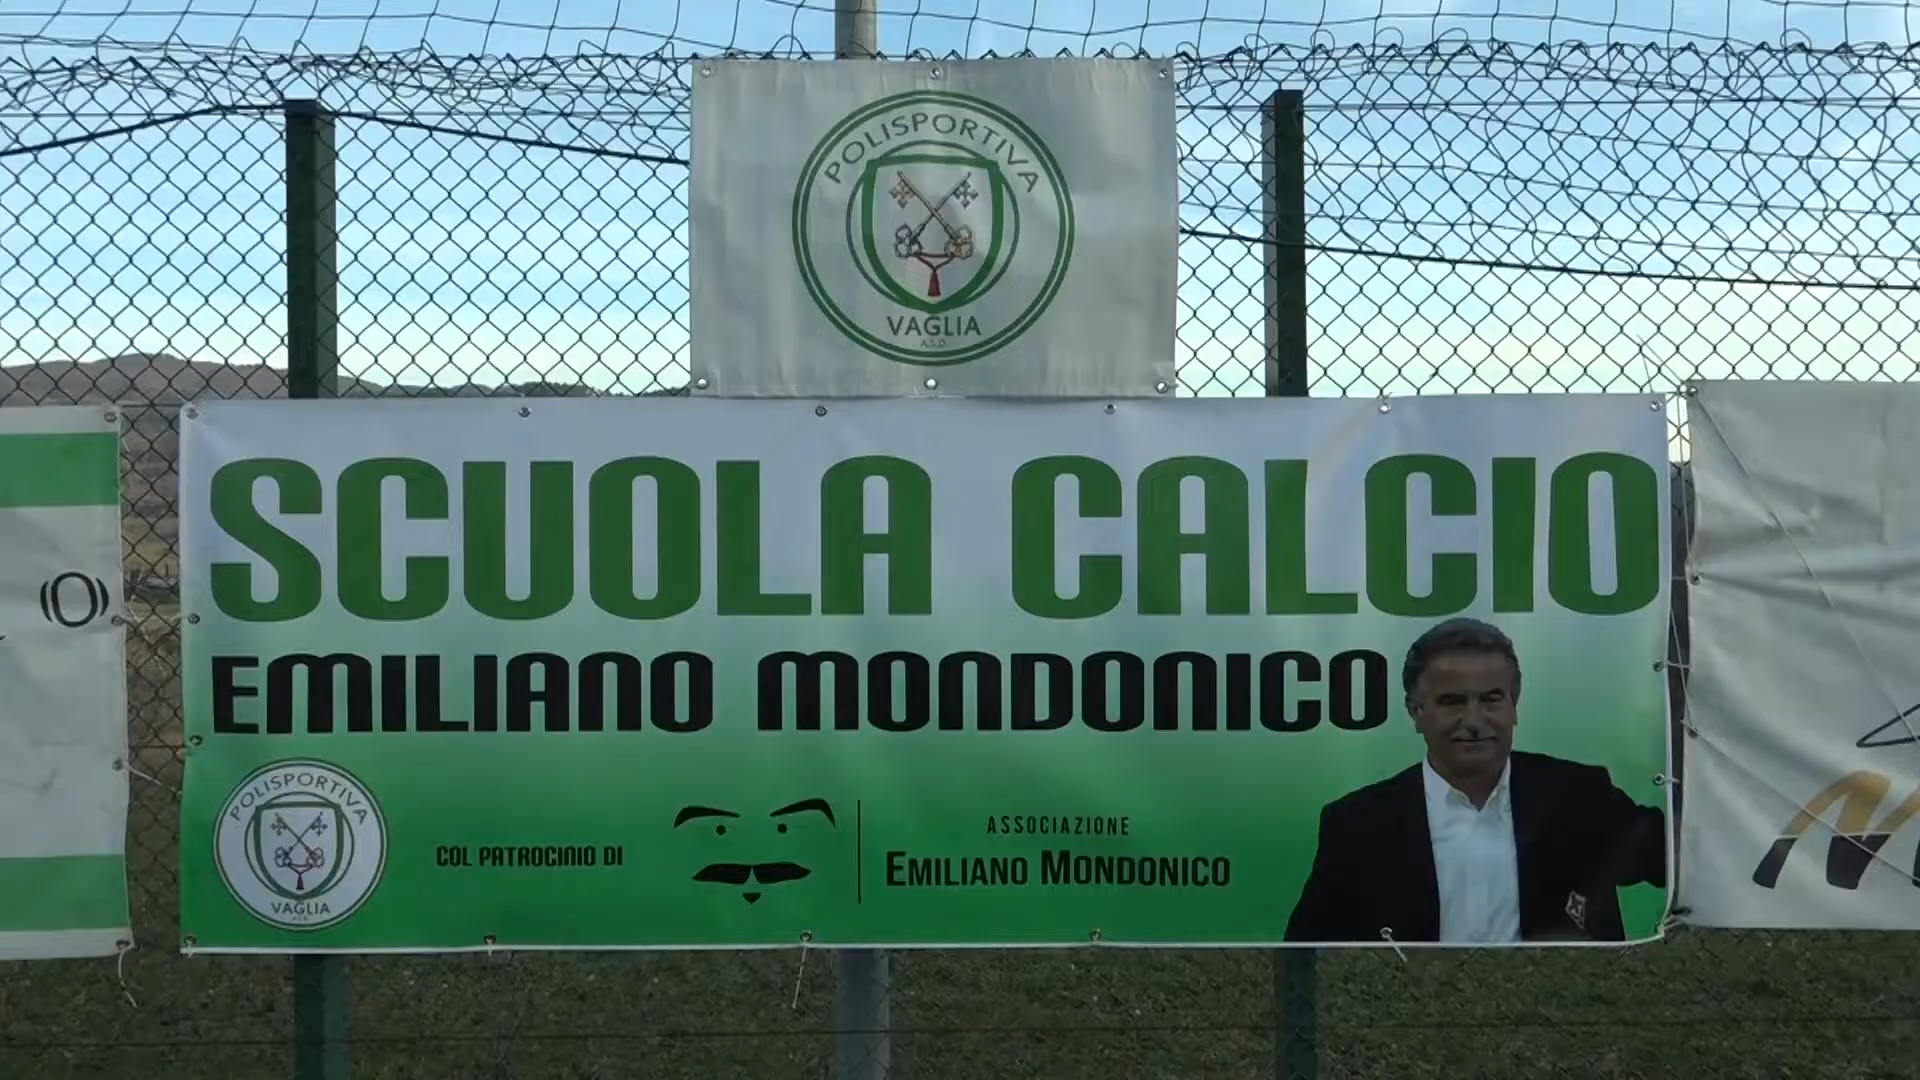 POLISPORTIVA
VAGLIA
A.S.D.
SCUOLA CALCIO
EMILIANO MONDONICO
POLISPORTIVA
VAGLIA
COL PATROCINIO DI
ASSOCIAZIONE
EMILIANO MONDONICO